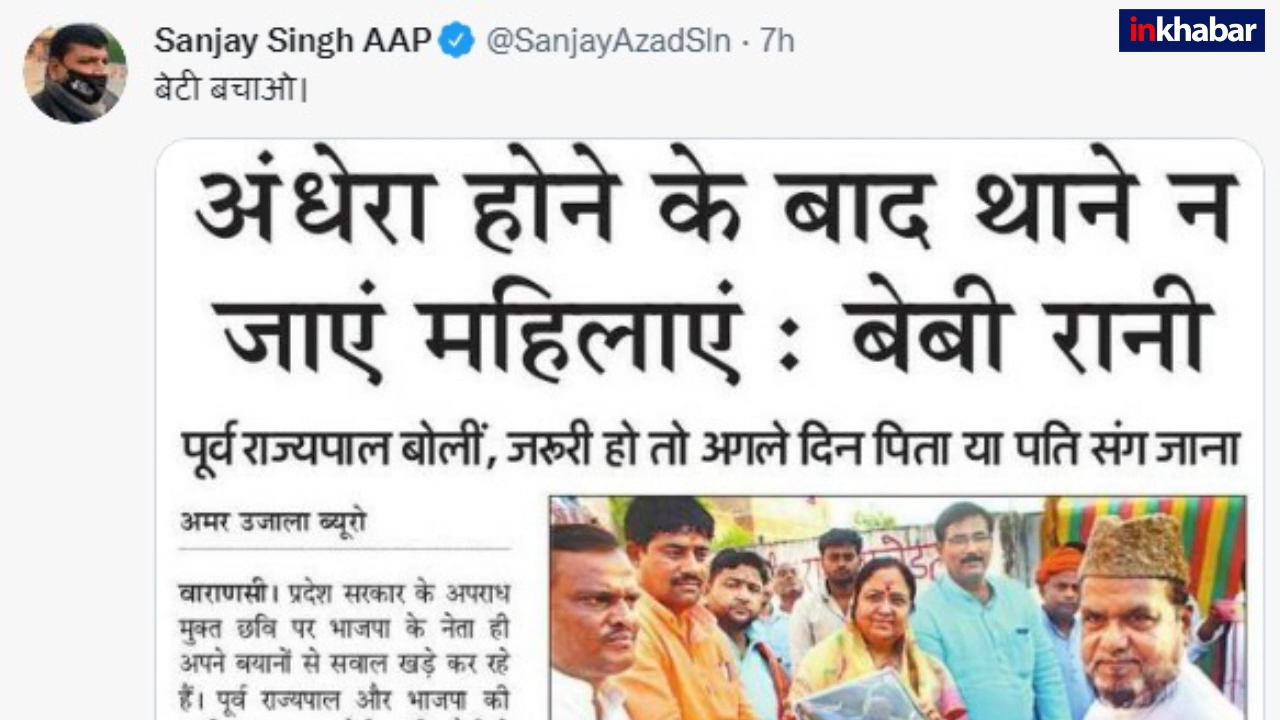 Sanjay Singh AAP @SanjayAzadSln · 7h
inkhabar
बेटी बचाओ।
अंधेरा होने के बाद थाने न
जाएं महिलाएं : बेबी रानी
पूर्व राज्यपाल बोलीं, जरूरी हो तो अगले दिन पिता या पति संग जाना
अमर उजाला ब्यूरो
वाराणसी। प्रदेश सरकार के अपराध
मुक्त छवि पर भाजपा के नेता ही
अपने बयानों से सवाल खड़े कर रहे
हैं। पूर्व राज्यपाल और भाजपा की